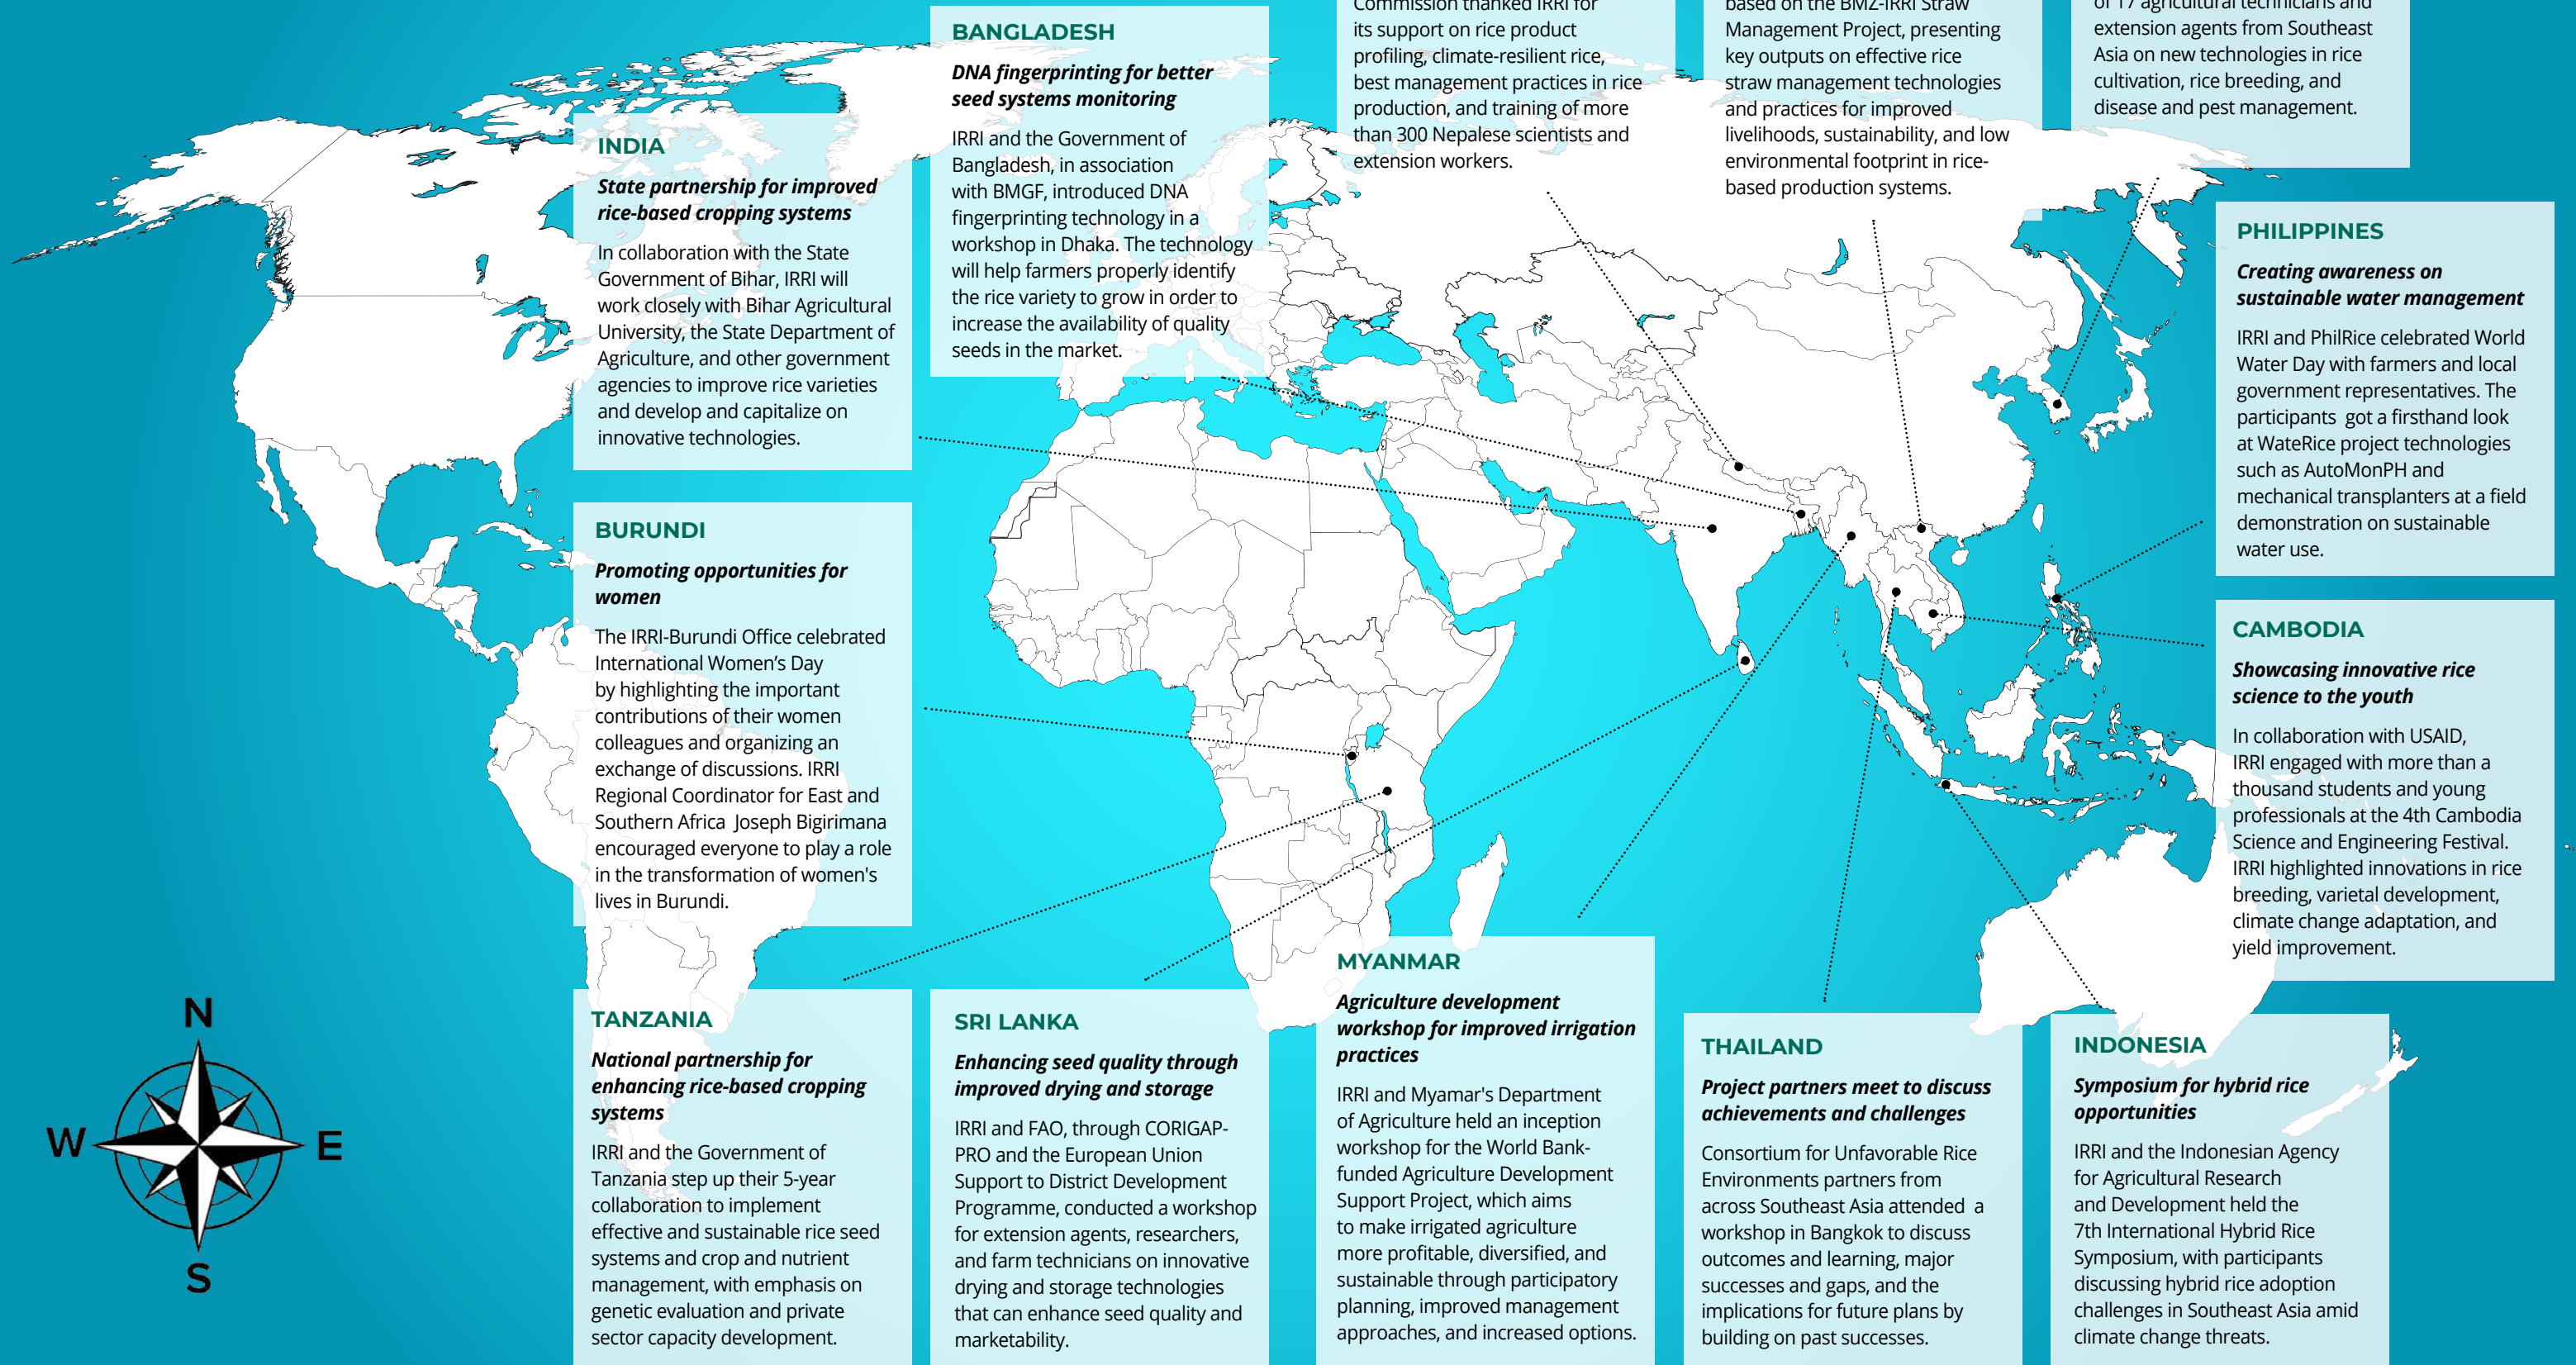 BANGLADESH
DNA fingerprinting for better
seed systems monitoring
IRRI and the Government of
Bangladesh, in association
with BMGF, introduced DNA
fingerprinting technology in a
workshop in Dhaka. The technology
will help farmers properly identify
the rice variety to grow in order to
increase the availability of quality
seeds in the market.
Commission thanked IRRI for
its support on rice product
profiling, climate-resilient rice,
best management practices in rice
production, and training of more
than 300 Nepalese scientists and
extension workers.
based on the BMZ-IRRI Straw
Management Project, presenting
key outputs on effective rice
straw management technologies
and practices for improved
livelihoods, sustainability, and low
environmental footprint in rice-
based production systems.
of 17 agricultural technicians and
extension agents from Southeast
Asia on new technologies in rice
cultivation, rice breeding, and
disease and pest management.
INDIA
State partnership for improved
rice-based cropping systems
In collaboration with the State
Government of Bihar, IRRI will
work closely with Bihar Agricultural
University, the State Department of
Agriculture, and other government
agencies to improve rice varieties
and develop and capitalize on
innovative technologies.
PHILIPPINES
Creating awareness on
sustainable water management
IRRI and PhilRice celebrated World
Water Day with farmers and local
government representatives. The
participants got a firsthand look
at WateRice project technologies
such as AutoMonPH and
mechanical transplanters at a field
demonstration on sustainable
water use.
BURUNDI
Promoting opportunities for
women
The IRRI-Burundi Office celebrated
International Women’s Day
by highlighting the important
contributions of their women
colleagues and organizing an
exchange of discussions. IRRI
Regional Coordinator for East and
Southern Africa Joseph Bigirimana
encouraged everyone to play a role
in the transformation of women's
lives in Burundi.
CAMBODIA
Showcasing innovative rice
science to the youth
In collaboration with USAID,
IRRI engaged with more than a
thousand students and young
professionals at the 4th Cambodia
Science and Engineering Festival.
IRRI highlighted innovations in rice
breeding, varietal development,
climate change adaptation, and
yield improvement.
N
W
E
S
TANZANIA
National partnership for
enhancing rice-based cropping
systems
IRRI and the Government of
Tanzania step up their 5-year
collaboration to implement
effective and sustainable rice seed
systems and crop and nutrient
management, with emphasis on
genetic evaluation and private
sector capacity development.
SRI LANKA
Enhancing seed quality through
improved drying and storage
IRRI and FAO, through CORIGAP-
PRO and the European Union
Support to District Development
Programme, conducted a workshop
for extension agents, researchers,
and farm technicians on innovative
drying and storage technologies
that can enhance seed quality and
marketability.
MYANMAR
Agriculture development
workshop for improved irrigation
practices
IRRI and Myamar's Department
of Agriculture held an inception
workshop for the World Bank-
funded Agriculture Development
Support Project, which aims
to make irrigated agriculture
more profitable, diversified, and
sustainable through participatory
planning, improved management
approaches, and increased options.
THAILAND
Project partners meet to discuss
achievements and challenges
Consortium for Unfavorable Rice
Environments partners from
across Southeast Asia attended a
workshop in Bangkok to discuss
outcomes and learning, major
successes and gaps, and the
implications for future plans by
building on past successes.
INDONESIA
Symposium for hybrid rice
opportunities
IRRI and the Indonesian Agency
for Agricultural Research
and Development held the
7th International Hybrid Rice
Symposium, with participants
discussing hybrid rice adoption
challenges in Southeast Asia amid
climate change threats.